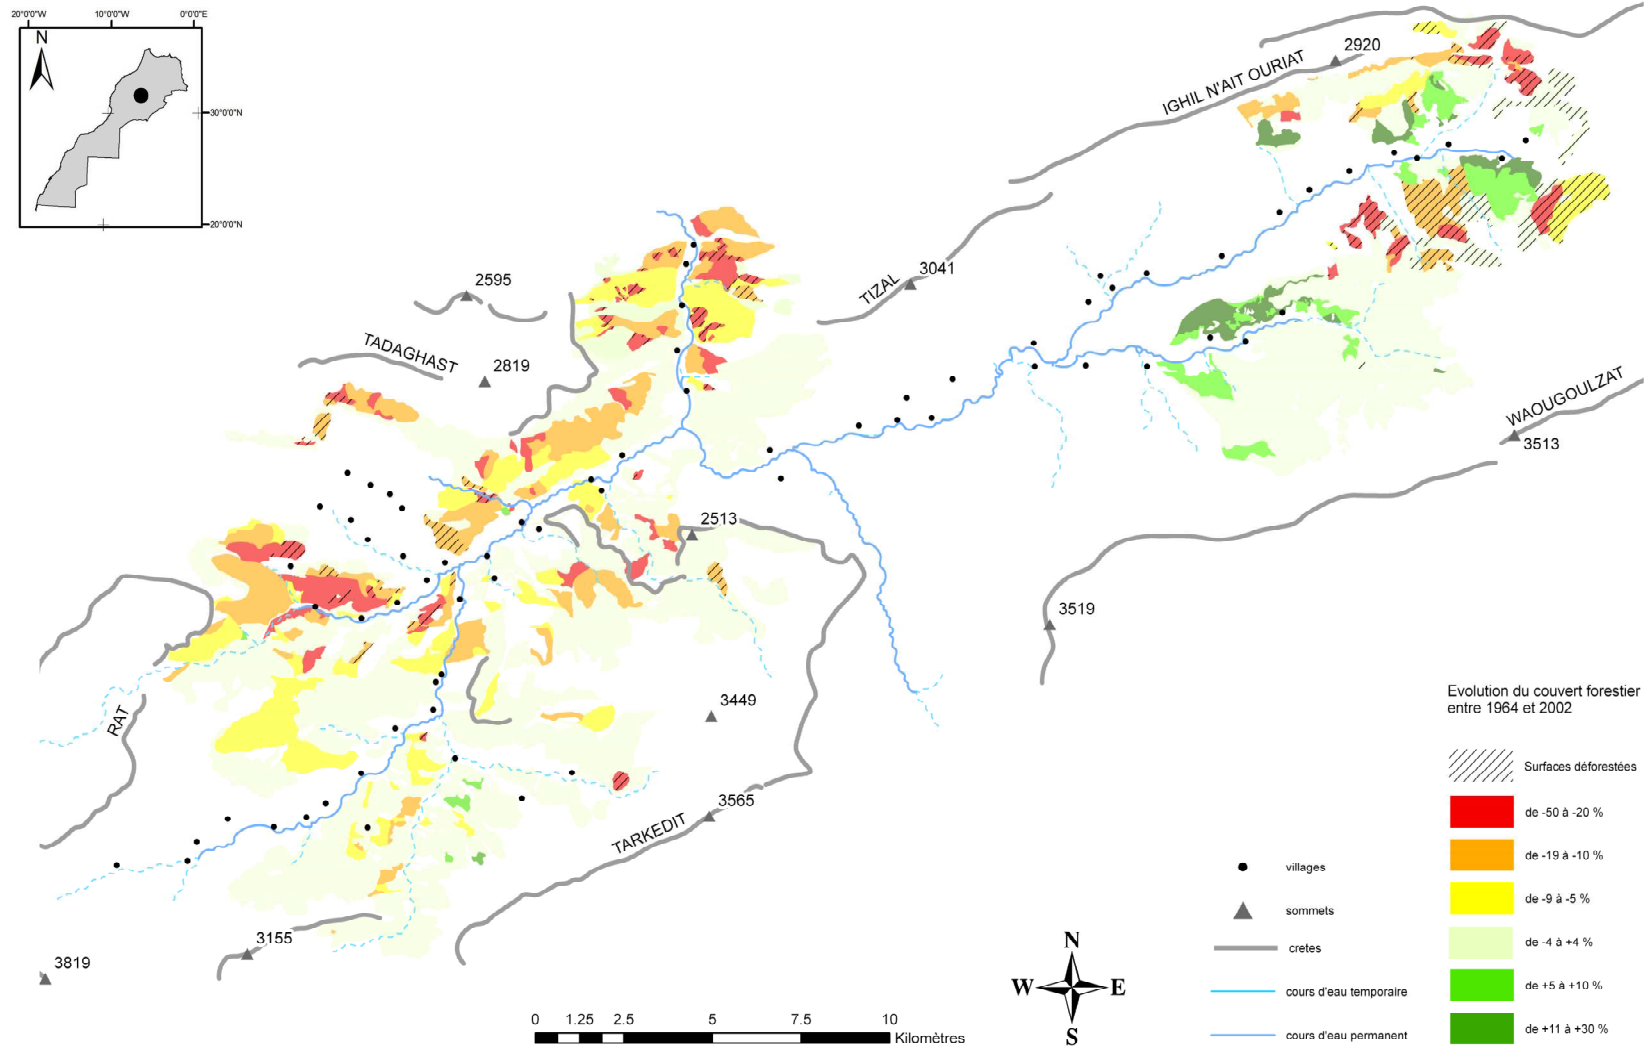 20°0'0"W 10°0'0"W 0°0'0"E
N
30°0'0"N
20°0'0"N
2920
IGHIL N'AIT OURIAT
2595
3041
TIZAL
TADAGHAST
2819
WAOUGOULZAT
3513
2513
3519
RAT
3449
3565
TARKEDIT
3155
3819
Evolution du couvert forestier
entre 1964 et 2002
Surfaces déforestées
de -50 à -20 %
de -19 à -10 %
de -9 à -5 %
de -4 à +4 %
de +5 à +10 %
de +11 à +30 %
villages
sommets
cretes
cours d'eau temporaire
cours d'eau permanent
N
W E
S
0 1.25 2.5 5 7.5 10
Kilomètres